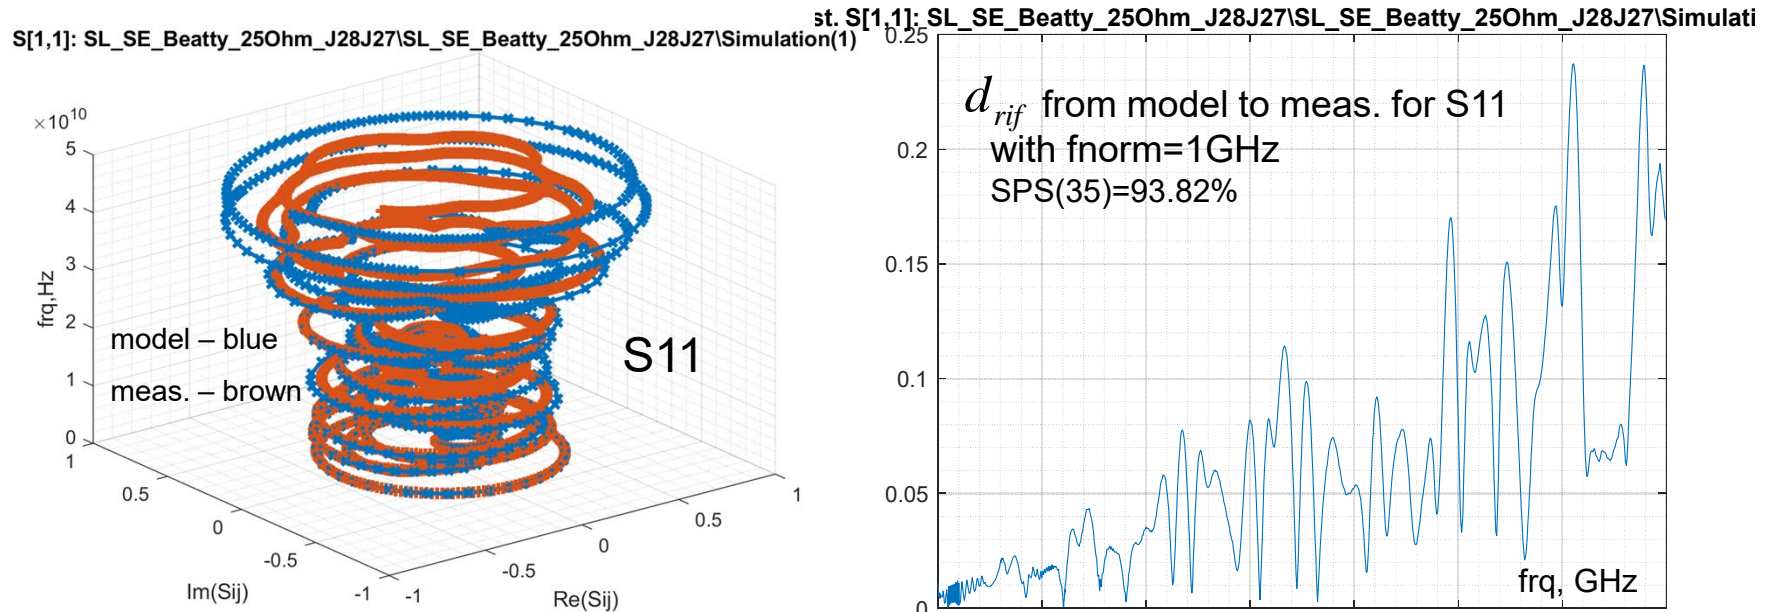 S[1,1]: SL_SE_Beatty_25Ohm_J28J27\SL_SE_Beatty_25Ohm_J28J27\Simulation(1)
×10^10
5
4
3
2
1
0
frq,Hz
model – blue
meas. – brown
S11
1
0.5
0
-0.5
-1
Im(Sij)
-1
-0.5
0
0.5
1
Re(Sij)
st. S[1,1]: SL_SE_Beatty_25Ohm_J28J27\SL_SE_Beatty_25Ohm_J28J27\Simulati
0.25
0.2
0.15
0.1
0.05
0
d_rif from model to meas. for S11
with fnorm=1GHz
SPS(35)=93.82%
frq, GHz